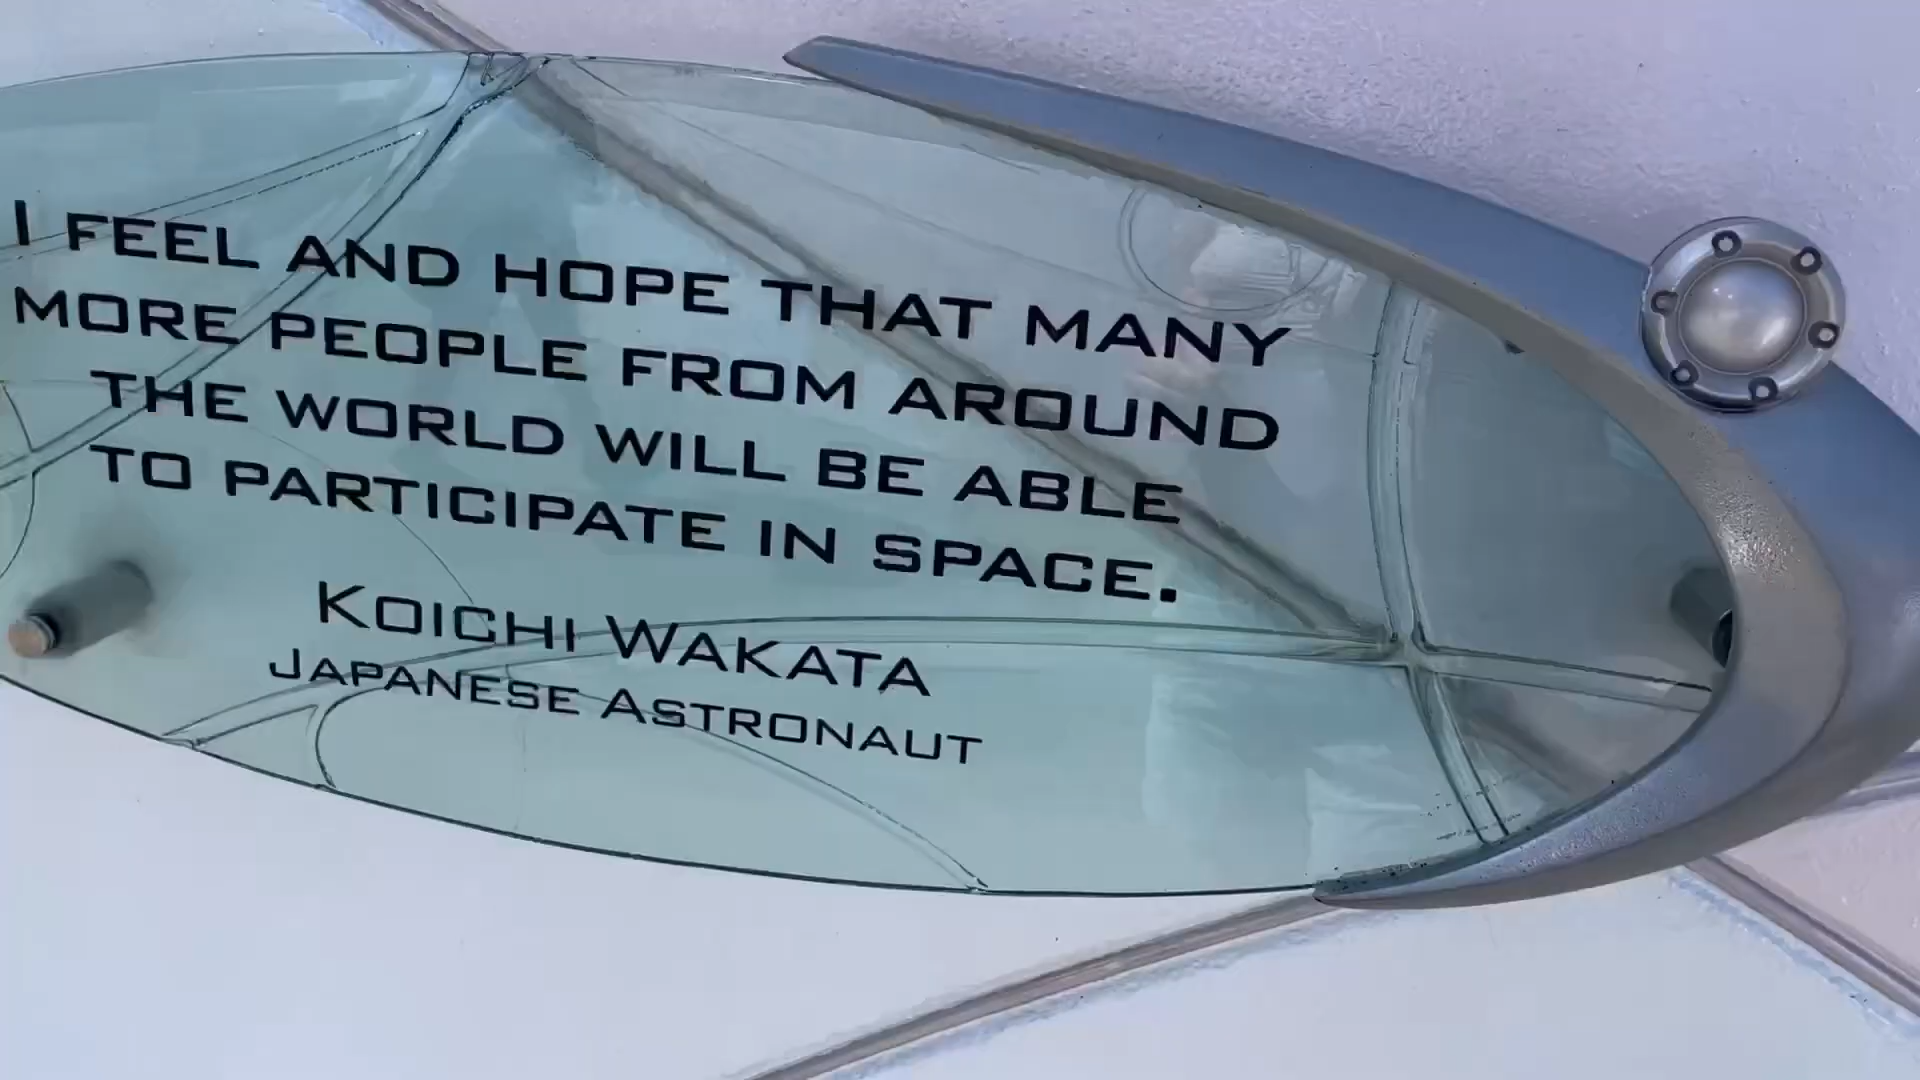 I FEEL AND HOPE THAT MANY
MORE PEOPLE FROM AROUND
THE WORLD WILL BE ABLE
TO PARTICIPATE IN SPACE.
KOICHI WAKATA
JAPANESE ASTRONAUT